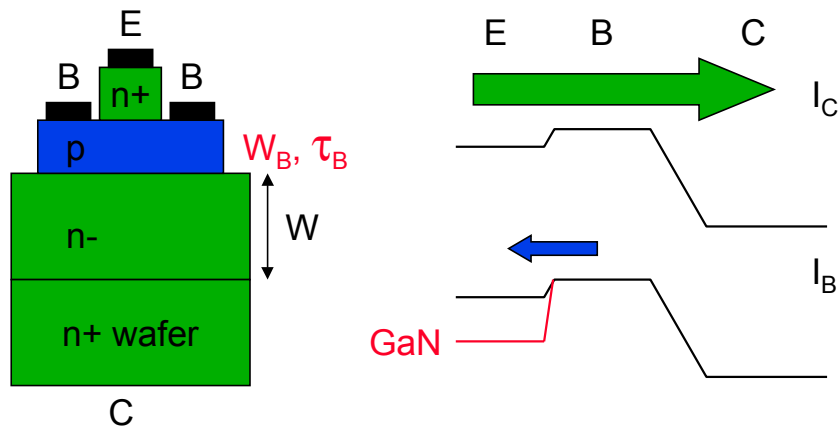 E
B B
n+
p
W_B, τ_B
W
n-
n+ wafer
C
E B C
I_C
I_B
GaN